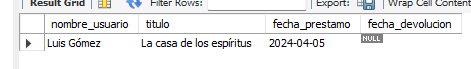 Result Grid Filter Rows: Export: Wrap Cell Content
nombre_usuario titulo fecha_prestamo fecha_devolucion
Luis Gómez La casa de los espíritus 2024-04-05 NULL